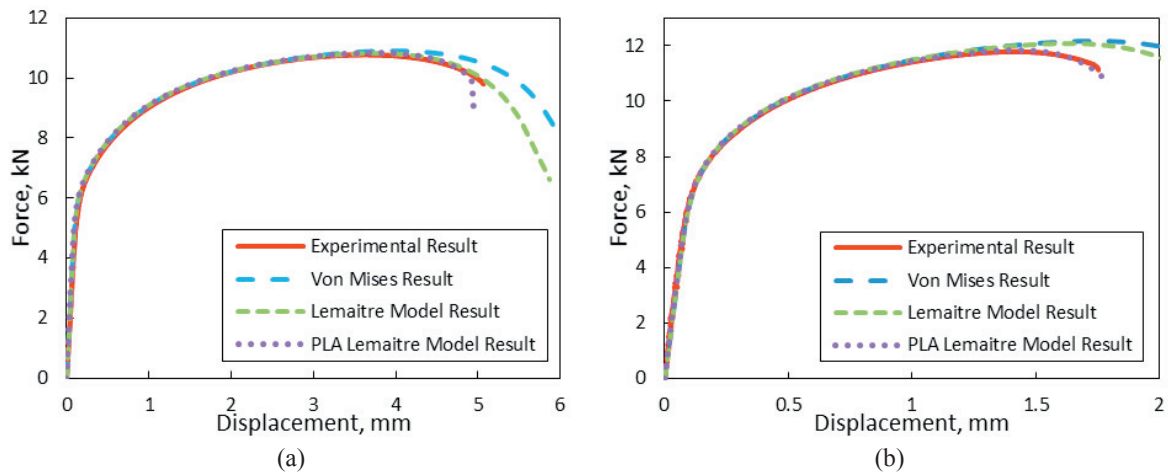 12
10
8
6
4
2
0
Force, kN
Experimental Result
Von Mises Result
Lemaitre Model Result
PLA Lemaitre Model Result
0 1 2 3 4 5 6
Displacement, mm
(a)
12
10
8
6
4
2
0
Force, kN
Experimental Result
Von Mises Result
Lemaitre Model Result
PLA Lemaitre Model Result
0 0.5 1 1.5 2
Displacement, mm
(b)